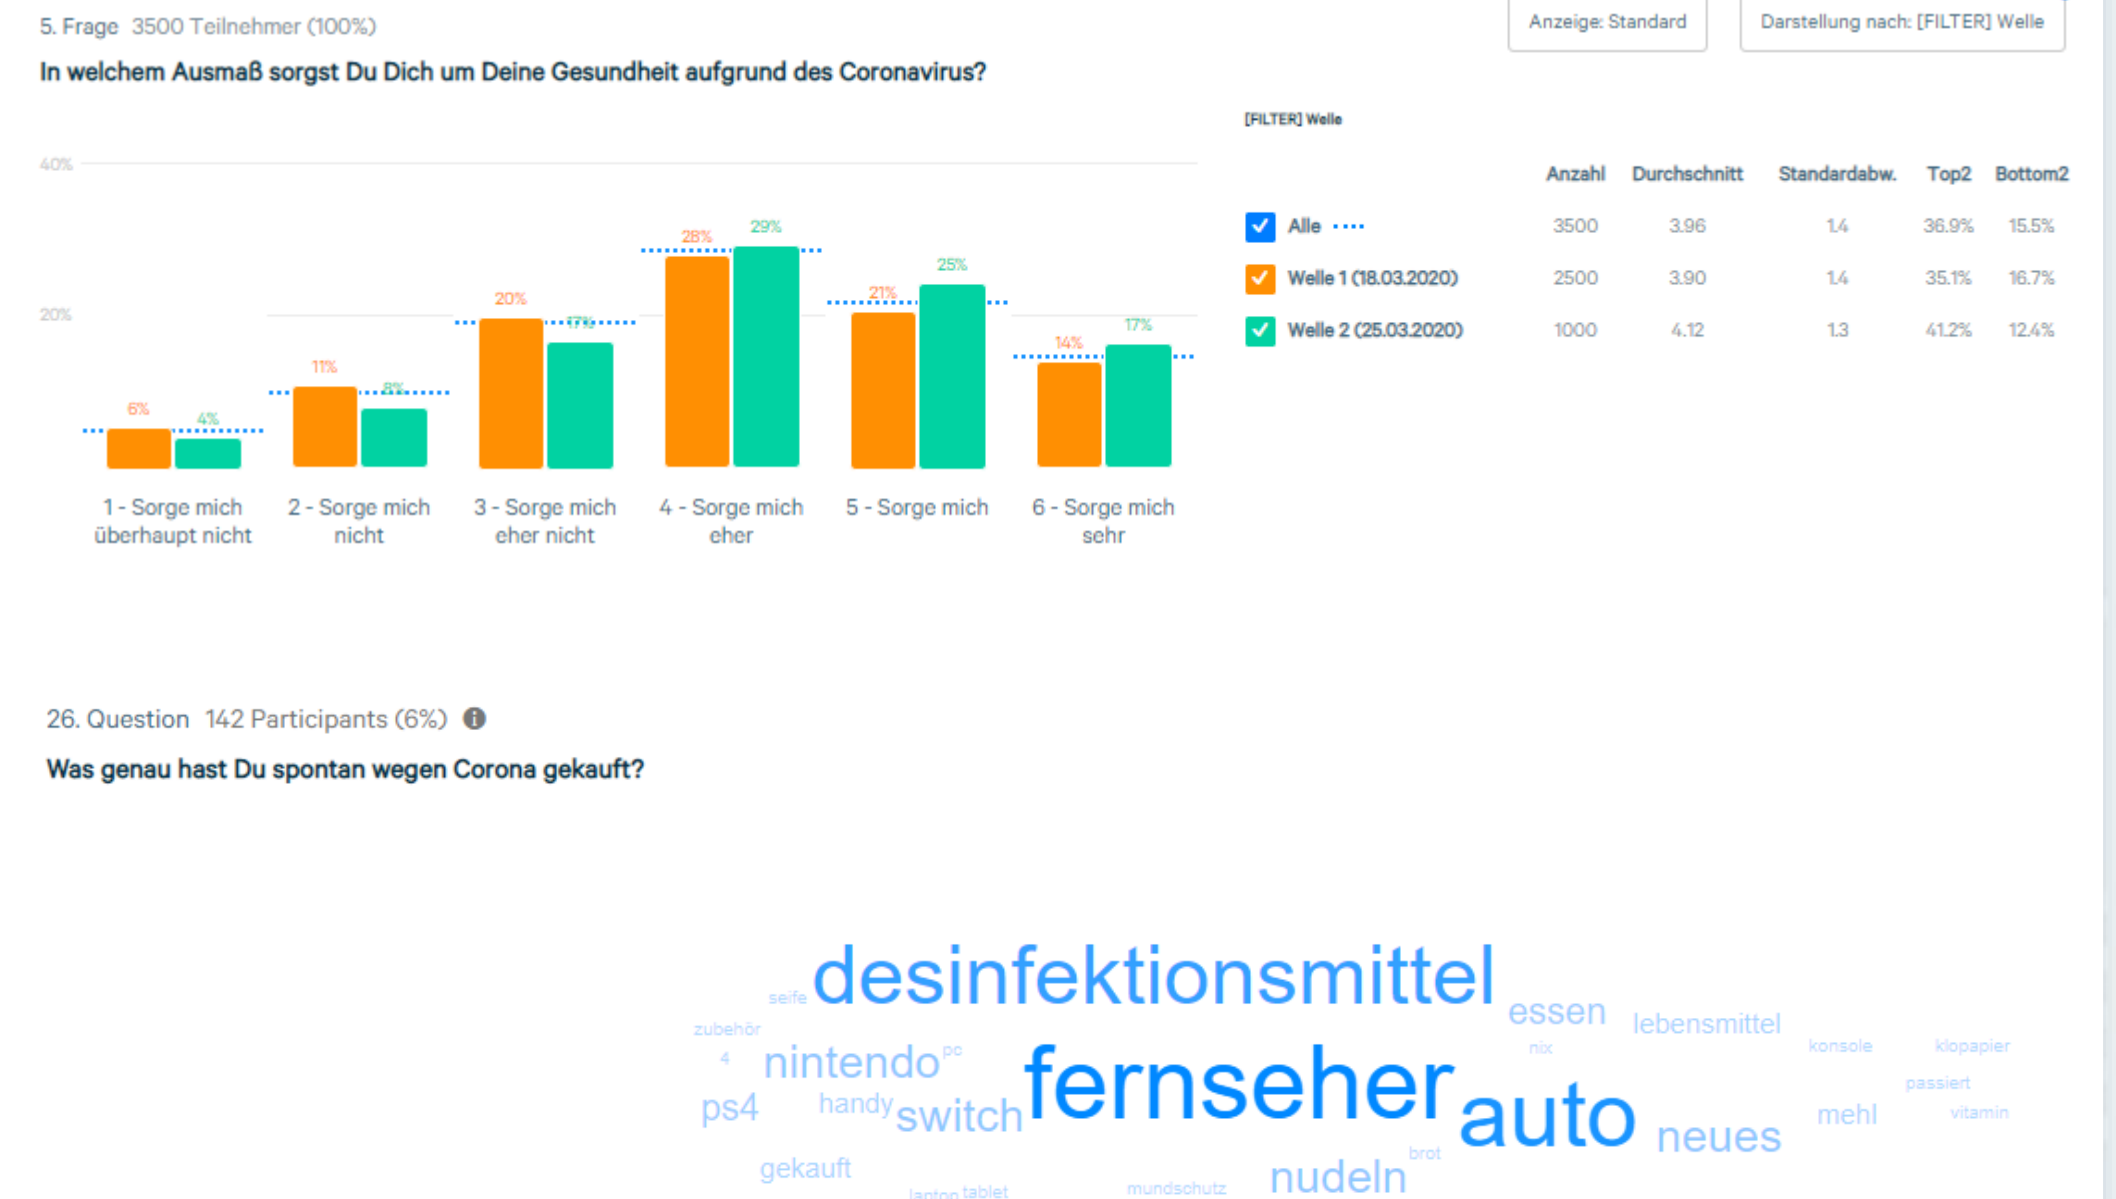 5. Frage 3500 Teilnehmer (100%)
Anzeige: Standard
Darstellung nach: [FILTER] Welle
In welchem Ausmaß sorgst Du Dich um Deine Gesundheit aufgrund des Coronavirus?
[FILTER] Welle
Anzahl Durchschnitt Standardabw. Top2 Bottom2
Alle 3500 3.96 1.4 36.9% 15.5%
Welle 1 (18.03.2020) 2500 3.90 1.4 35.1% 16.7%
Welle 2 (25.03.2020) 1000 4.12 1.3 41.2% 12.4%
40%
20%
6% 4%
11% 8%
20% 17%
28% 29%
21% 25%
14% 17%
1 - Sorge mich
überhaupt nicht
2 - Sorge mich
nicht
3 - Sorge mich
eher nicht
4 - Sorge mich
eher
5 - Sorge mich
6 - Sorge mich
sehr
26. Question 142 Participants (6%)
Was genau hast Du spontan wegen Corona gekauft?
seife desinfektionsmittel essen lebensmittel
zubehör
4 nintendo pc fernseher nix konsole klopapier
ps4 handy switch auto neues mehl passiert vitamin
gekauft nudeln brot
laptop tablet mundschutz